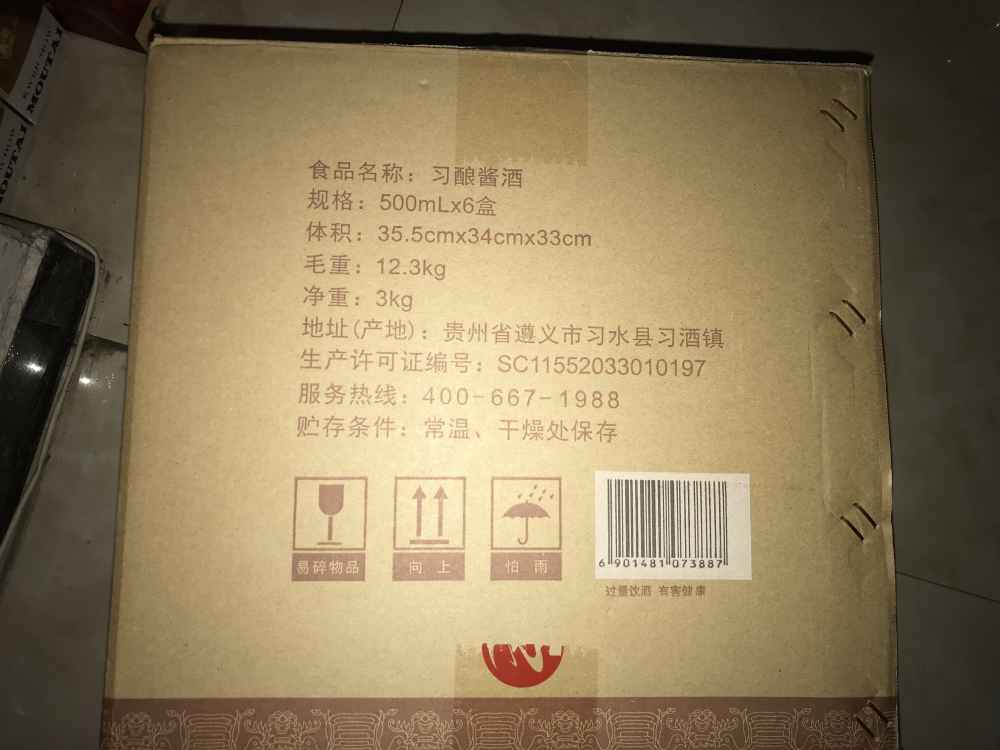 MOUTAI
食品名称：习酿酱酒
规格：500mLx6盒
体积：35.5cmx34cmx33cm
毛重：12.3kg
净重：3kg
地址(产地)：贵州省遵义市习水县习酒镇
生产许可证编号：SC11552033010197
服务热线：400-667-1988
贮存条件：常温、干燥处保存
易碎物品
向上
怕雨
6 901481 073887
过量饮酒 有害健康